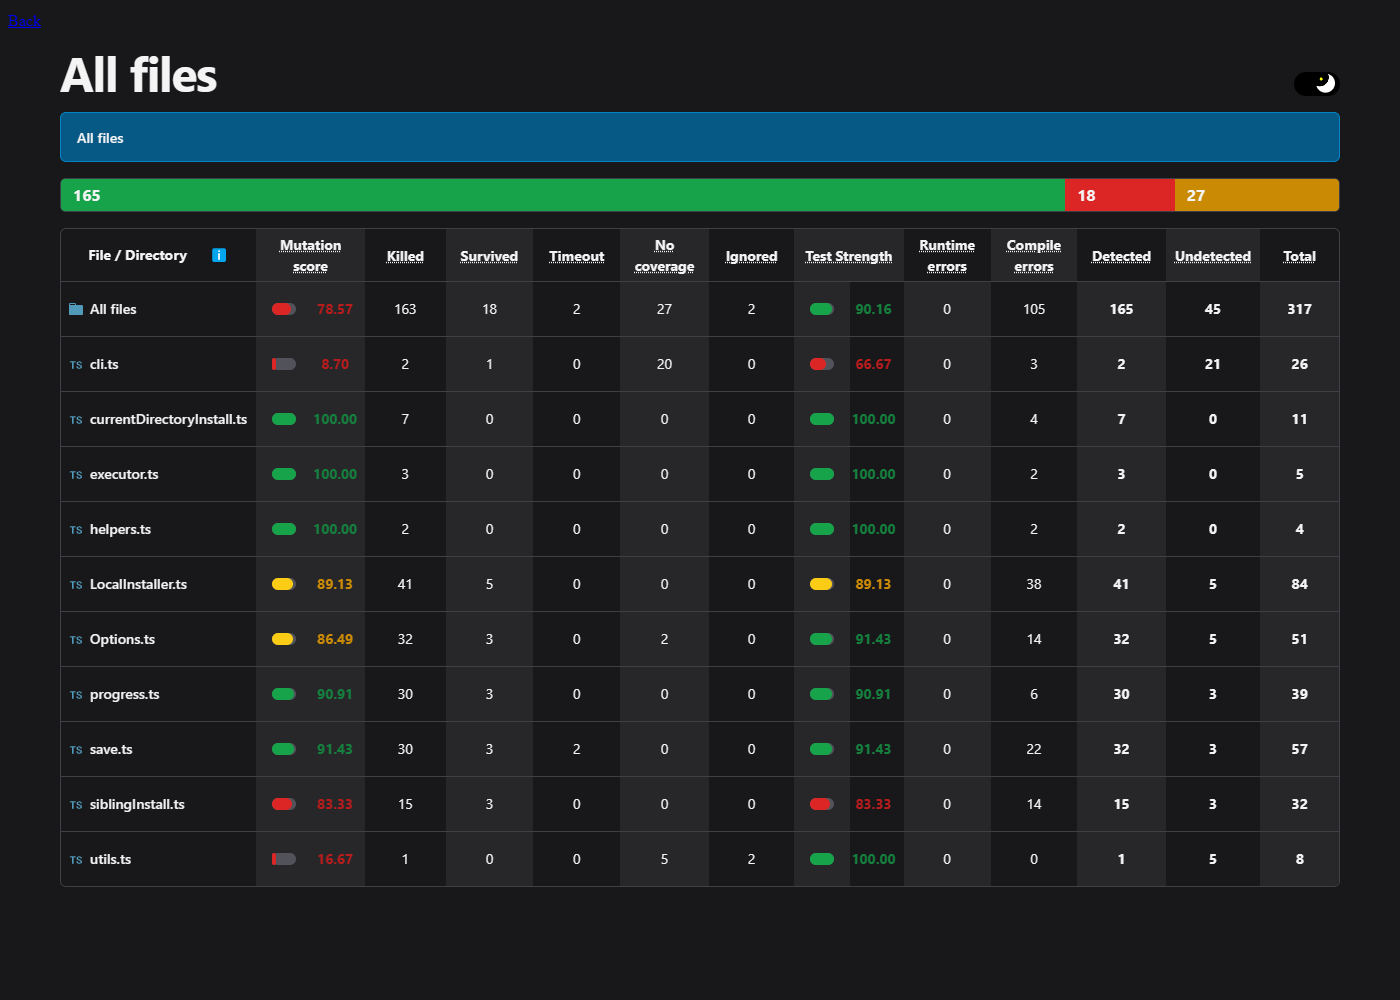 Back
All files
All files
165 18 27
File / Directory i Mutation score Killed Survived Timeout No coverage Ignored Test Strength Runtime errors Compile errors Detected Undetected Total
All files 78.57 163 18 2 27 2 90.16 0 105 165 45 317
TS cli.ts 8.70 2 1 0 20 0 66.67 0 3 2 21 26
TS currentDirectoryInstall.ts 100.00 7 0 0 0 0 100.00 0 4 7 0 11
TS executor.ts 100.00 3 0 0 0 0 100.00 0 2 3 0 5
TS helpers.ts 100.00 2 0 0 0 0 100.00 0 2 2 0 4
TS LocalInstaller.ts 89.13 41 5 0 0 0 89.13 0 38 41 5 84
TS Options.ts 86.49 32 3 0 2 0 91.43 0 14 32 5 51
TS progress.ts 90.91 30 3 0 0 0 90.91 0 6 30 3 39
TS save.ts 91.43 30 3 2 0 0 91.43 0 22 32 3 57
TS siblingInstall.ts 83.33 15 3 0 0 0 83.33 0 14 15 3 32
TS utils.ts 16.67 1 0 0 5 2 100.00 0 0 1 5 8